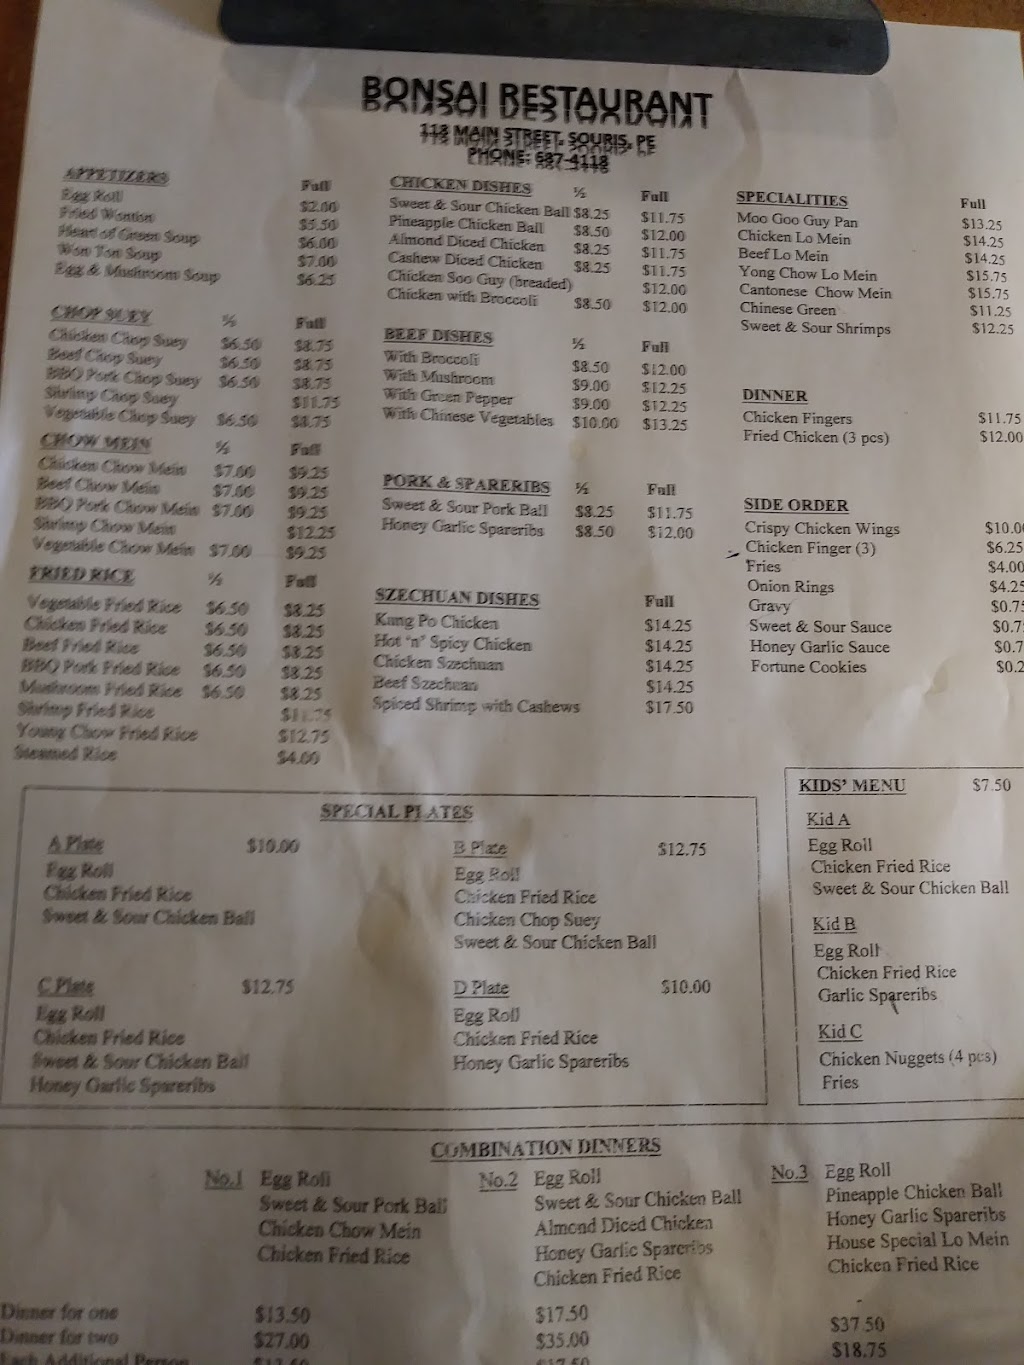 BONSAI RESTAURANT
118 MAIN STREET, SOURIS, PE
PHONE: 687-4118
APPETIZERS Full
Egg Roll $2.00
Fried Wonton $5.50
Heart of Green Soup $6.00
Won Ton Soup $7.00
Egg & Mushroom Soup $6.25
CHOP SUEY ½ Full
Chicken Chop Suey $6.50 $8.75
Beef Chop Suey $6.50 $8.75
BBQ Pork Chop Suey $6.50 $8.75
Shrimp Chop Suey $11.75
Vegetable Chop Suey $6.50 $8.75
CHOW MEIN ½ Full
Chicken Chow Mein $7.00 $9.25
Beef Chow Mein $7.00 $9.25
BBQ Pork Chow Mein $7.00 $9.25
Shrimp Chow Mein $12.25
Vegetable Chow Mein $7.00 $9.25
FRIED RICE ½ Full
Vegetable Fried Rice $6.50 $8.25
Chicken Fried Rice $6.50 $8.25
Beef Fried Rice $6.50 $8.25
BBQ Pork Fried Rice $6.50 $8.25
Mushroom Fried Rice $6.50 $8.25
Shrimp Fried Rice $11.75
Young Chow Fried Rice $12.75
Steamed Rice $4.00
CHICKEN DISHES ½ Full
Sweet & Sour Chicken Ball $8.25 $11.75
Pineapple Chicken Ball $8.50 $12.00
Almond Diced Chicken $8.25 $11.75
Cashew Diced Chicken $8.25 $11.75
Chicken Soo Guy (breaded) $12.00
Chicken with Broccoli $8.50 $12.00
BEEF DISHES ½ Full
With Broccoli $8.50 $12.00
With Mushroom $9.00 $12.25
With Green Pepper $9.00 $12.25
With Chinese Vegetables $10.00 $13.25
PORK & SPARERIBS ½ Full
Sweet & Sour Pork Ball $8.25 $11.75
Honey Garlic Spareribs $8.50 $12.00
SZECHUAN DISHES Full
Kung Po Chicken $14.25
Hot 'n' Spicy Chicken $14.25
Chicken Szechuan $14.25
Beef Szechuan $14.25
Spiced Shrimp with Cashews $17.50
SPECIALITIES Full
Moo Goo Guy Pan $13.25
Chicken Lo Mein $14.25
Beef Lo Mein $14.25
Yong Chow Lo Mein $15.75
Cantonese Chow Mein $15.75
Chinese Green $11.25
Sweet & Sour Shrimps $12.25
DINNER
Chicken Fingers $11.75
Fried Chicken (3 pcs) $12.00
SIDE ORDER
Crispy Chicken Wings $10.0
Chicken Finger (3) $6.25
Fries $4.00
Onion Rings $4.25
Gravy $0.75
Sweet & Sour Sauce $0.7
Honey Garlic Sauce $0.7
Fortune Cookies $0.2
SPECIAL PLATES
A Plate $10.00
Egg Roll
Chicken Fried Rice
Sweet & Sour Chicken Ball
B Plate $12.75
Egg Roll
Chicken Fried Rice
Chicken Chop Suey
Sweet & Sour Chicken Ball
C Plate $12.75
Egg Roll
Chicken Fried Rice
Sweet & Sour Chicken Ball
Honey Garlic Spareribs
D Plate $10.00
Egg Roll
Chicken Fried Rice
Honey Garlic Spareribs
KIDS' MENU $7.50
Kid A
Egg Roll
Chicken Fried Rice
Sweet & Sour Chicken Ball
Kid B
Egg Roll
Chicken Fried Rice
Garlic Spareribs
Kid C
Chicken Nuggets (4 pcs)
Fries
COMBINATION DINNERS
No.1 Egg Roll
Sweet & Sour Pork Ball
Chicken Chow Mein
Chicken Fried Rice
No.2 Egg Roll
Sweet & Sour Chicken Ball
Almond Diced Chicken
Honey Garlic Spareribs
Chicken Fried Rice
No.3 Egg Roll
Pineapple Chicken Ball
Honey Garlic Spareribs
House Special Lo Mein
Chicken Fried Rice
Dinner for one $13.50 $17.50 $37.50
Dinner for two $27.00 $35.00 $18.75
Each Additional Person